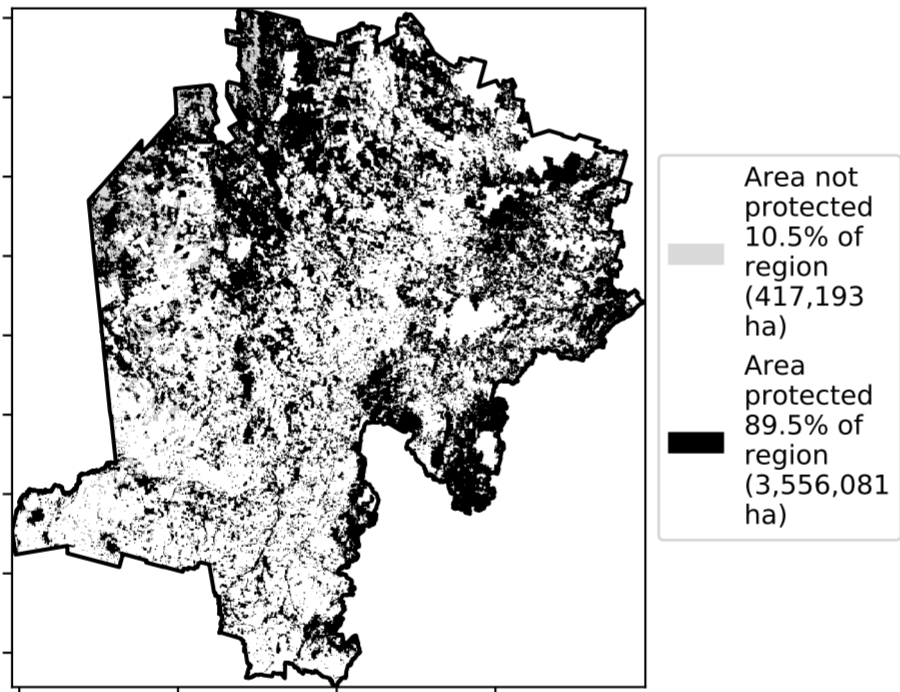 Area not
protected
10.5% of
region
(417,193
ha)
Area
protected
89.5% of
region
(3,556,081
ha)